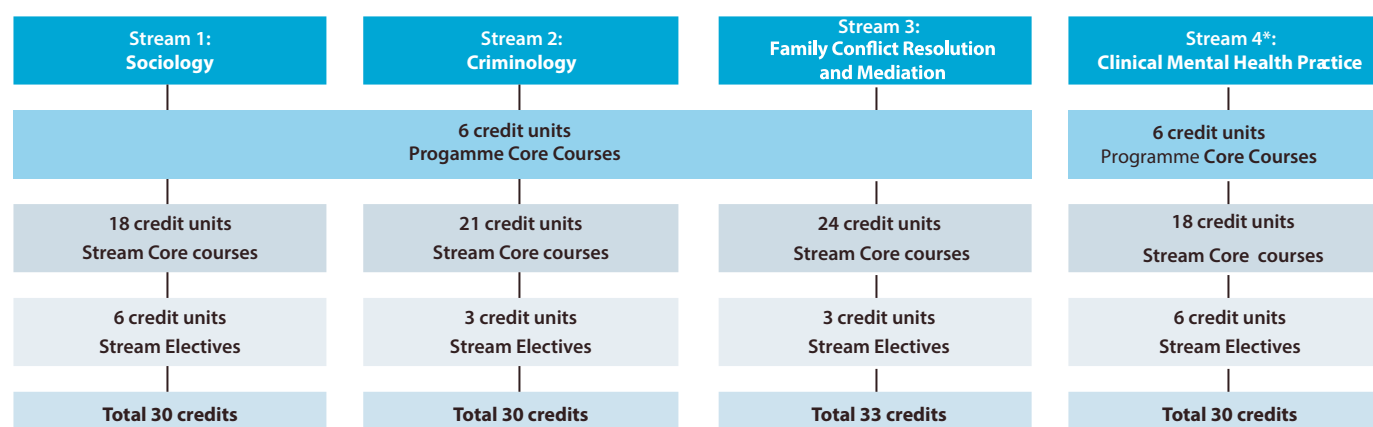 Stream 1:
Sociology
Stream 2:
Criminology
Stream 3:
Family Conflict Resolution
and Mediation
Stream 4*:
Clinical Mental Health Practice
6 credit units
Progamme Core Courses
6 credit units
Programme Core Courses
18 credit units
Stream Core courses
21 credit units
Stream Core courses
24 credit units
Stream Core courses
18 credit units
Stream Core courses
6 credit units
Stream Electives
3 credit units
Stream Electives
3 credit units
Stream Electives
6 credit units
Stream Electives
Total 30 credits
Total 30 credits
Total 33 credits
Total 30 credits